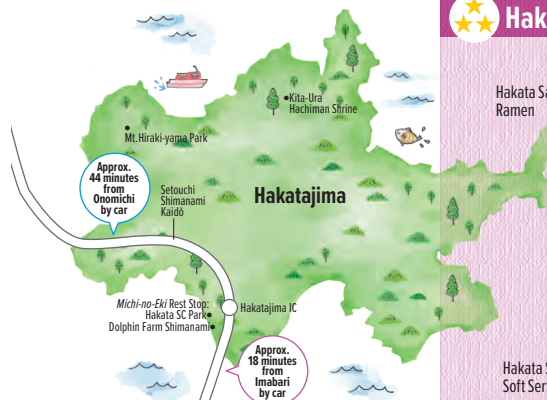 Hak
Hakata Sa
Ramen
Kita-Ura
Hachiman Shrine
Mt.Hiraki-yama Park
Approx.
44 minutes
from
Onomichi
by car
Setouchi
Shimanami
Kaidō
Hakatajima
Michi-no-Eki Rest Stop:
Hakata SC Park
Dolphin Farm Shimanami
Hakatajima IC
Approx.
18 minutes
from
Imabari
by car
Hakata S
Soft Ser